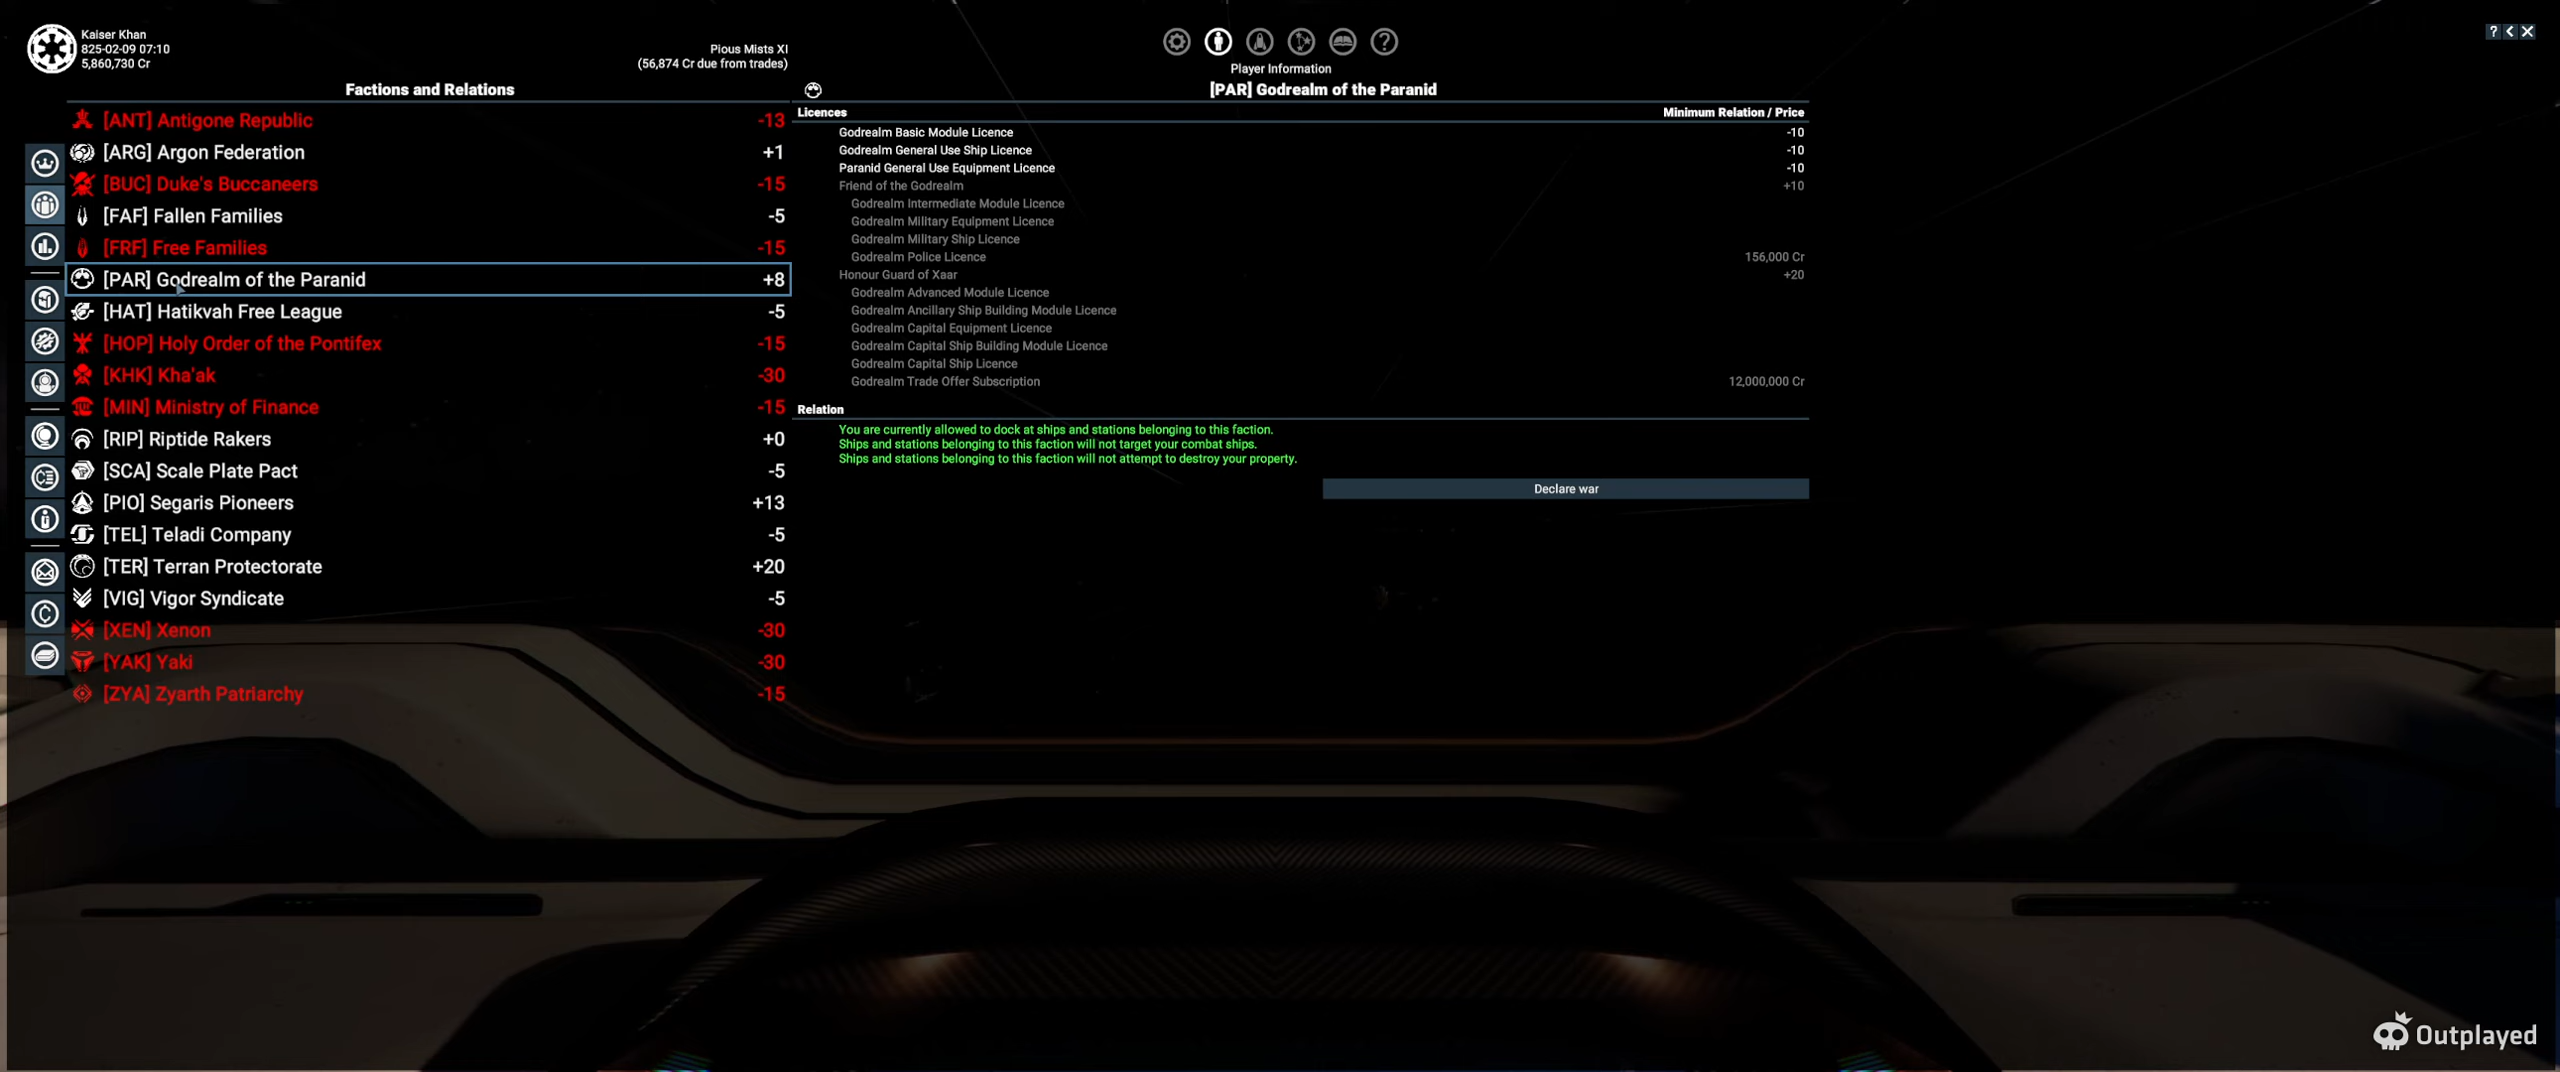 Kaiser Khan
825-02-09 07:10
5,860,730 Cr
Pious Mists XI
(56,874 Cr due from trades)
Player Information
Factions and Relations
[ANT] Antigone Republic -13
[ARG] Argon Federation +1
[BUC] Duke's Buccaneers -15
[FAF] Fallen Families -5
[FRF] Free Families -15
[PAR] Godrealm of the Paranid +8
[HAT] Hatikvah Free League -5
[HOP] Holy Order of the Pontifex -15
[KHK] Kha'ak -30
[MIN] Ministry of Finance -15
[RIP] Riptide Rakers +0
[SCA] Scale Plate Pact -5
[PIO] Segaris Pioneers +13
[TEL] Teladi Company -5
[TER] Terran Protectorate +20
[VIG] Vigor Syndicate -5
[XEN] Xenon -30
[YAK] Yaki -30
[ZYA] Zyarth Patriarchy -15
[PAR] Godrealm of the Paranid
Licences Minimum Relation / Price
Godrealm Basic Module Licence -10
Godrealm General Use Ship Licence -10
Paranid General Use Equipment Licence -10
Friend of the Godrealm +10
Godrealm Intermediate Module Licence
Godrealm Military Equipment Licence
Godrealm Military Ship Licence
Godrealm Police Licence 156,000 Cr
Honour Guard of Xaar +20
Godrealm Advanced Module Licence
Godrealm Ancillary Ship Building Module Licence
Godrealm Capital Equipment Licence
Godrealm Capital Ship Building Module Licence
Godrealm Capital Ship Licence
Godrealm Trade Offer Subscription 12,000,000 Cr
Relation
You are currently allowed to dock at ships and stations belonging to this faction.
Ships and stations belonging to this faction will not target your combat ships.
Ships and stations belonging to this faction will not attempt to destroy your property.
Declare war
Outplayed